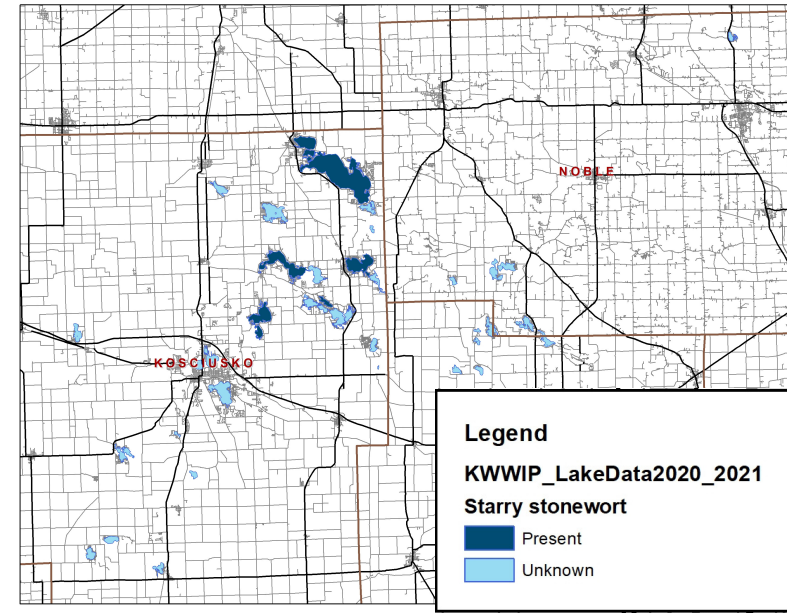 NOBLE
KOSCIUSKO
Legend
KWWIP_LakeData2020_2021
Starry stonewort
Present
Unknown